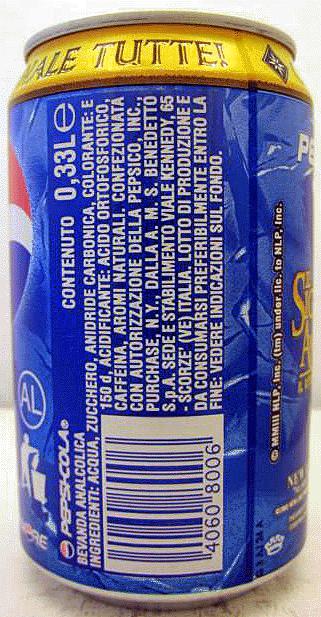 VALE TUTTE!
CONTENUTO 0,33L e
PEPSI-COLA®
BEVANDA ANALCOLICA
INGREDIENTI: ACQUA, ZUCCHERO, ANIDRIDE CARBONICA, COLORANTE: E
150 d, ACIDIFICANTE: ACIDO ORTOFOSFORICO,
CAFFEINA, AROMI NATURALI. CONFEZIONATA
CON AUTORIZZAZIONE DELLA PEPSICO, INC.,
PURCHASE, N.Y., DALLA A. M. S. BENEDETTO
S.p.A. SEDE E STABILIMENTO VIALE KENNEDY, 65
- SCORZE' (VE) ITALIA. LOTTO DI PRODUZIONE E
DA CONSUMARSI PREFERIBILMENTE ENTRO LA
FINE: VEDERE INDICAZIONI SUL FONDO.
40608006
AL
© MMIII NLP, Inc. (tm) under lic. to NLP, Inc.
PE
NEW